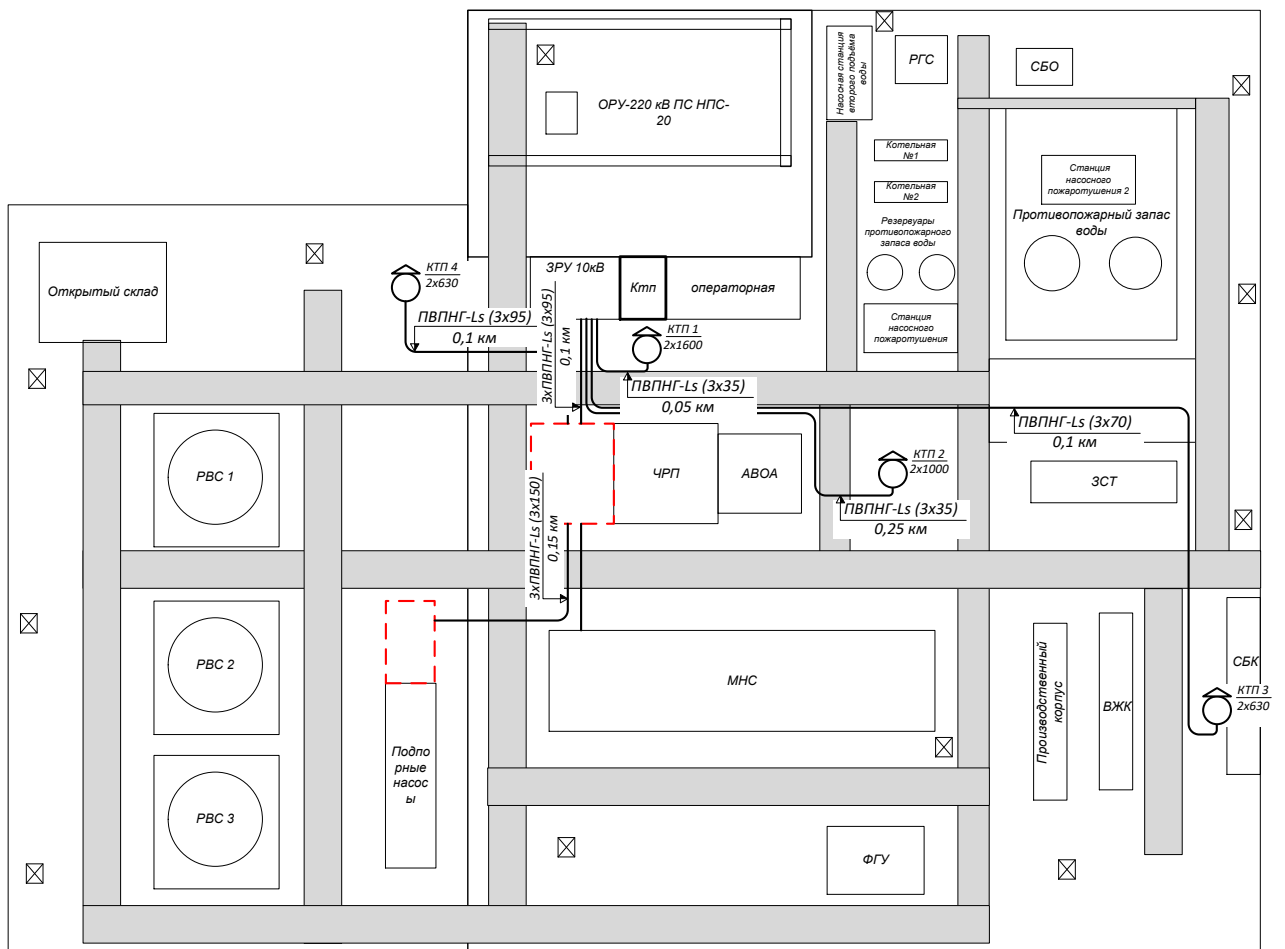 Насосная станция
второго подъёма
воды
РГС
СБО
ОРУ-220 кВ ПС НПС-
20
Котельная
№1
Котельная
№2
Станция
насосного
пожаротушения 2
Противопожарный запас
воды
Резервуары
противопожарного
запаса воды
Станция
насосного
пожаротушения
Открытый склад
КТП 4
2х630
ЗРУ 10кВ
Ктп
операторная
ПВПНГ-Ls (3х95)
0,1 км
3хПВПНГ-Ls (3х95)
0,1 км
КТП 1
2х1600
ПВПНГ-Ls (3х35)
0,05 км
ПВПНГ-Ls (3х70)
0,1 км
КТП 2
2х1000
ПВПНГ-Ls (3х35)
0,25 км
РВС 1
ЧРП
АВОА
ЗСТ
3хПВПНГ-Ls (3х150)
0,15 км
РВС 2
МНС
Производственный
корпус
ВЖК
СБК
КТП 3
2х630
Подпо
рные
насос
ы
РВС 3
ФГУ